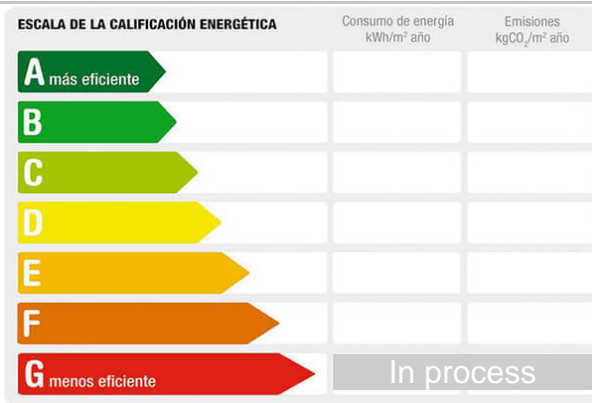 ESCALA DE LA CALIFICACIÓN ENERGÉTICA
Consumo de energía
kWh/m² año
Emisiones
kgCO₂/m² año
A más eficiente
B
C
D
E
F
G menos eficiente
In process